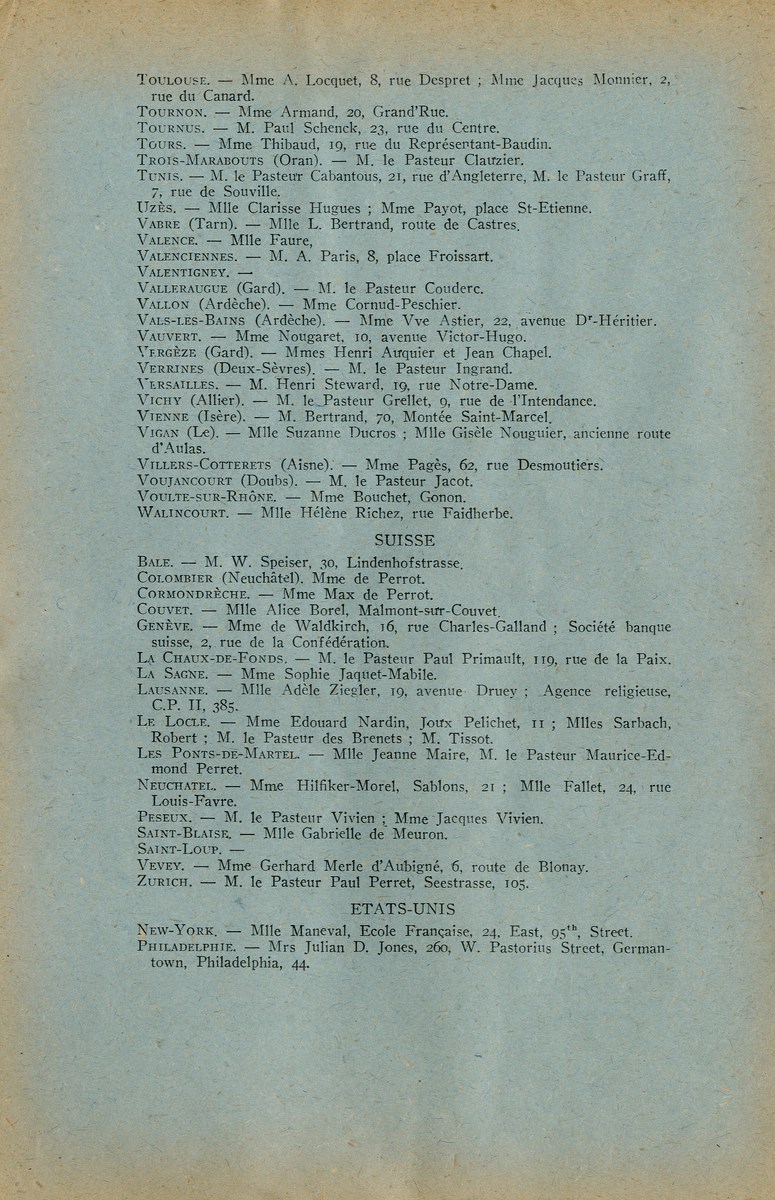 TOULOUSE. — Mme A. Locquet, 8, rue Despret ; Mme Jacques Monnier, 2,
rue du Canard.
TOURNON. — Mme Armand, 20, Grand'Rue.
TOURNUS. — M. Paul Schenck, 23, rue du Centre.
TOURS. — Mme Thibaud, 19, rue du Représentant-Baudin.
TROIS-MARABOUTS (Oran). — M. le Pasteur Clauzier.
TUNIS. — M. le Pasteur Cabantous, 21, rue d'Angleterre, M. le Pasteur Graff,
7, rue de Souville.
UZÈS. — Mlle Clarisse Hugues ; Mme Payot, place St-Etienne.
VABRE (Tarn). — Mlle L. Bertrand, route de Castres.
VALENCE. — Mlle Faure,
VALENCIENNES. — M. A. Paris, 8, place Froissart.
VALENTIGNEY. —
VALLERAUGUE (Gard). — M. le Pasteur Couderc.
VALLON (Ardèche). — Mme Cornud-Peschier.
VALS-LES-BAINS (Ardèche). — Mme Vve Astier, 22, avenue Dr-Héritier.
VAUVERT. — Mme Nougaret, 10, avenue Victor-Hugo.
VERGÈZE (Gard). — Mmes Henri Auquier et Jean Chapel.
VERRINES (Deux-Sèvres). — M. le Pasteur Ingrand.
VERSAILLES. — M. Henri Steward, 19, rue Notre-Dame.
VICHY (Allier). — M. le Pasteur Grellet, 9, rue de l'Intendance.
VIENNE (Isère). — M. Bertrand, 70, Montée Saint-Marcel.
VIGAN (Le). — Mlle Suzanne Ducros ; Mlle Gisèle Nouguier, ancienne route
d'Aulas.
VILLERS-COTTERETS (Aisne). — Mme Pagès, 62, rue Desmoutiers.
VOUJANCOURT (Doubs). — M. le Pasteur Jacot.
VOULTE-SUR-RHÔNE. — Mme Bouchet, Gonon.
WALINCOURT. — Mlle Hélène Richez, rue Faidherbe.
SUISSE
BALE. — M. W. Speiser, 30, Lindenhofstrasse.
COLOMBIER (Neuchâtel). Mme de Perrot.
CORMONDRÈCHE. — Mme Max de Perrot.
COUVET. — Mlle Alice Borel, Malmont-sur-Couvet.
GENÈVE. — Mme de Waldkirch, 16, rue Charles-Galland ; Société banque
suisse, 2, rue de la Confédération.
LA CHAUX-DE-FONDS. — M. le Pasteur Paul Primault, 119, rue de la Paix.
LA SAGNE. — Mme Sophie Jaquet-Mabile.
LAUSANNE. — Mlle Adèle Ziegler, 19, avenue Druey ; Agence religieuse,
C.P. II, 385.
LE LOCLE. — Mme Edouard Nardin, Joux Pelichet, 11 ; Mlles Sarbach,
Robert ; M. le Pasteur des Brenets ; M. Tissot.
LES PONTS-DE-MARTEL. — Mlle Jeanne Maire, M. le Pasteur Maurice-Ed-
mond Perret.
NEUCHATEL. — Mme Hilfiker-Morel, Sablons, 21 ; Mlle Fallet, 24, rue
Louis-Favre.
PESEUX. — M. le Pasteur Vivien ; Mme Jacques Vivien.
SAINT-BLAISE. — Mlle Gabrielle de Meuron.
SAINT-LOUP. —
VEVEY. — Mme Gerhard Merle d'Aubigné, 6, route de Blonay.
ZURICH. — M. le Pasteur Paul Perret, Seestrasse, 105.
ETATS-UNIS
NEW-YORK. — Mlle Maneval, Ecole Française, 24, East, 95th, Street.
PHILADELPHIE. — Mrs Julian D. Jones, 260, W. Pastorius Street, German-
town, Philadelphia, 44.